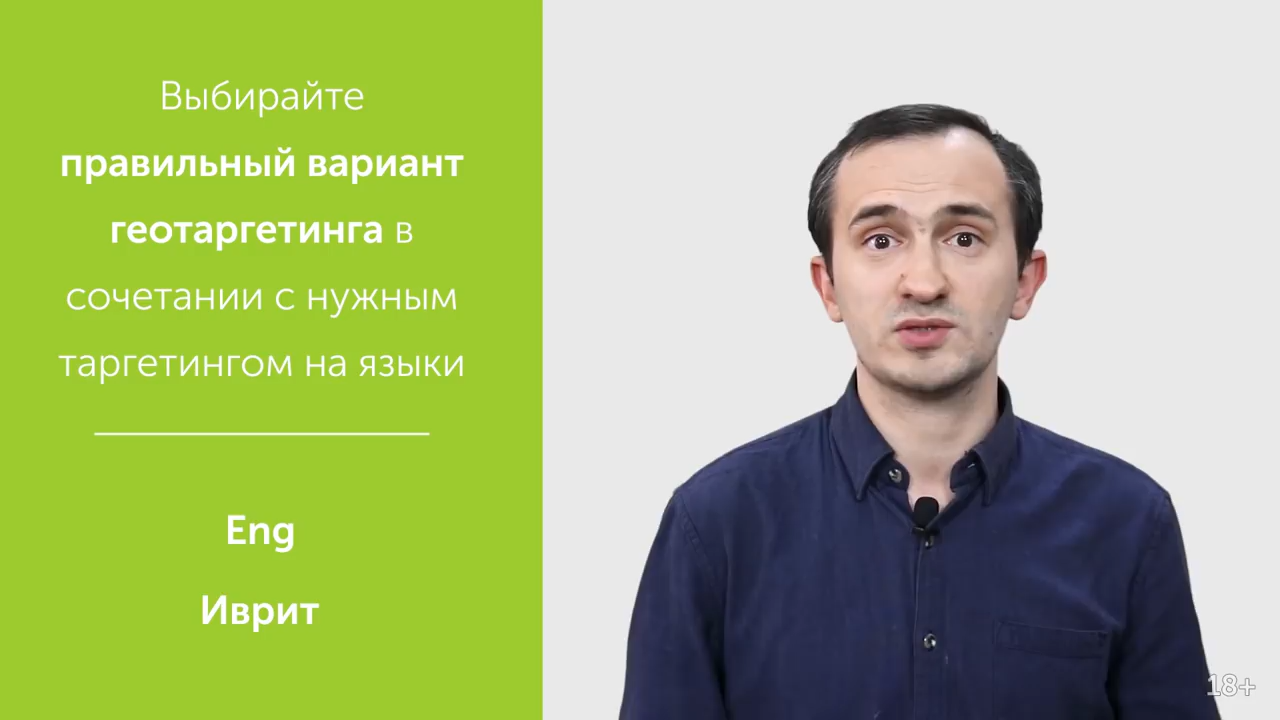 Выбирайте
правильный вариант
геотаргетинга в
сочетании с нужным
таргетингом на языки
Eng
Иврит
18+